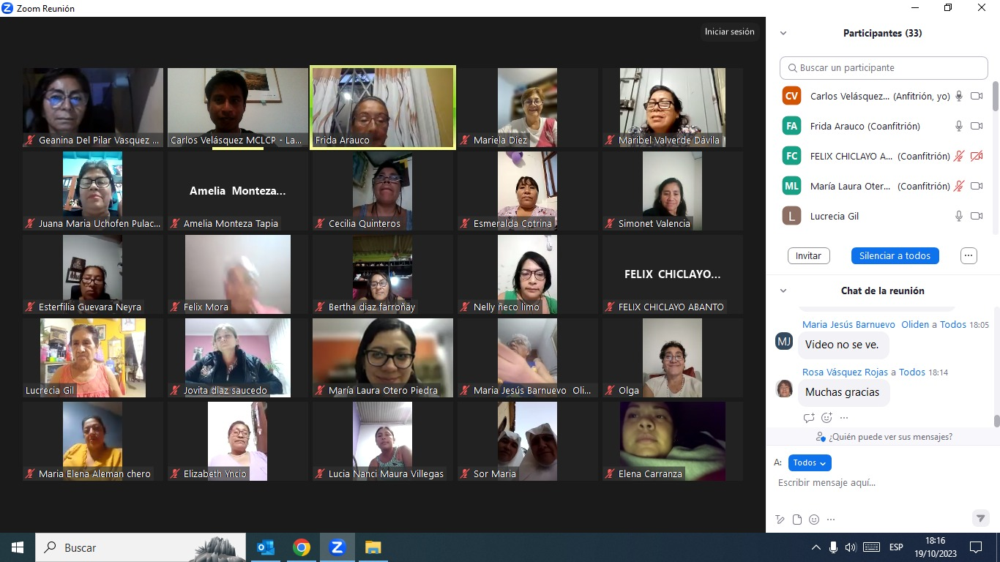 Zoom Reunión
Iniciar sesión
Geanina Del Pilar Vasquez ...
Carlos Velásquez MCLCP - La...
Frida Arauco
Mariela Diez
Maribel Valverde Dávila
Juana Maria Uchofen Pulac...
Amelia Monteza...
Amelia Monteza Tapia
Cecilia Quinteros
Esmeralda Cotrina
Simonet Valencia
Esterfilia Guevara Neyra
Felix Mora
Bertha diaz farroñay
Nelly ñeco limo
FELIX CHICLAYO...
FELIX CHICLAYO ABANTO
Lucrecia Gil
Jovita diaz saucedo
María Laura Otero Piedra
Maria Jesús Barnuevo Oli...
Olga
Maria Elena Aleman chero
Elizabeth Yncio
Lucia Nanci Maura Villegas
Sor Maria
Elena Carranza
Participantes (33)
Buscar un participante
CV Carlos Velásquez... (Anfitrión, yo)
FA Frida Arauco (Coanfitrión)
FC FELIX CHICLAYO A... (Coanfitrión)
ML María Laura Oter... (Coanfitrión)
L Lucrecia Gil
Invitar Silenciar a todos ...
Chat de la reunión
Maria Jesús Barnuevo Oliden a Todos 18:05
MJ Video no se ve.
Rosa Vásquez Rojas a Todos 18:14
Muchas gracias
¿Quién puede ver sus mensajes?
A: Todos
Escribir mensaje aquí...
Buscar
ESP
18:16
19/10/2023